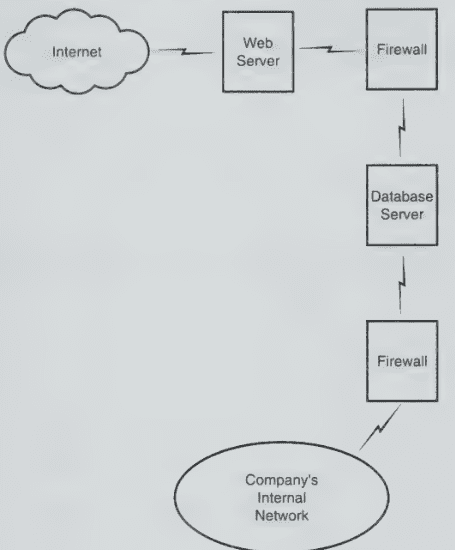 Internet
Web
Server
Firewall
Database
Server
Firewall
Company's
Internal
Network